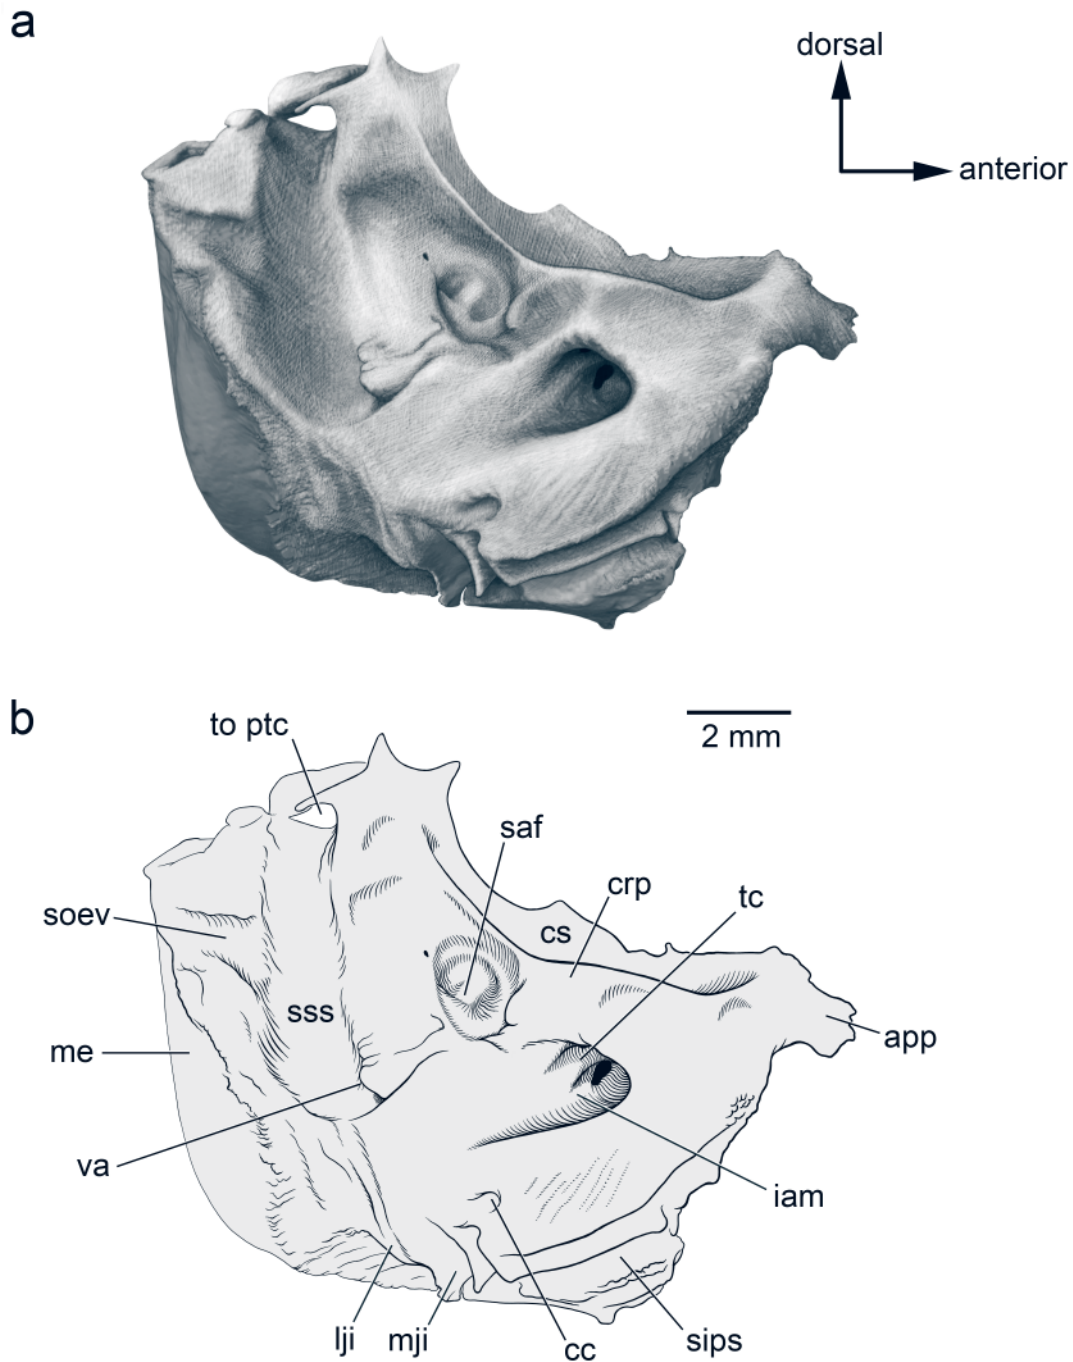 a
dorsal
anterior
b
to ptc
2 mm
saf
crp
tc
soev
cs
sss
me
app
va
iam
lji
mji
cc
sips